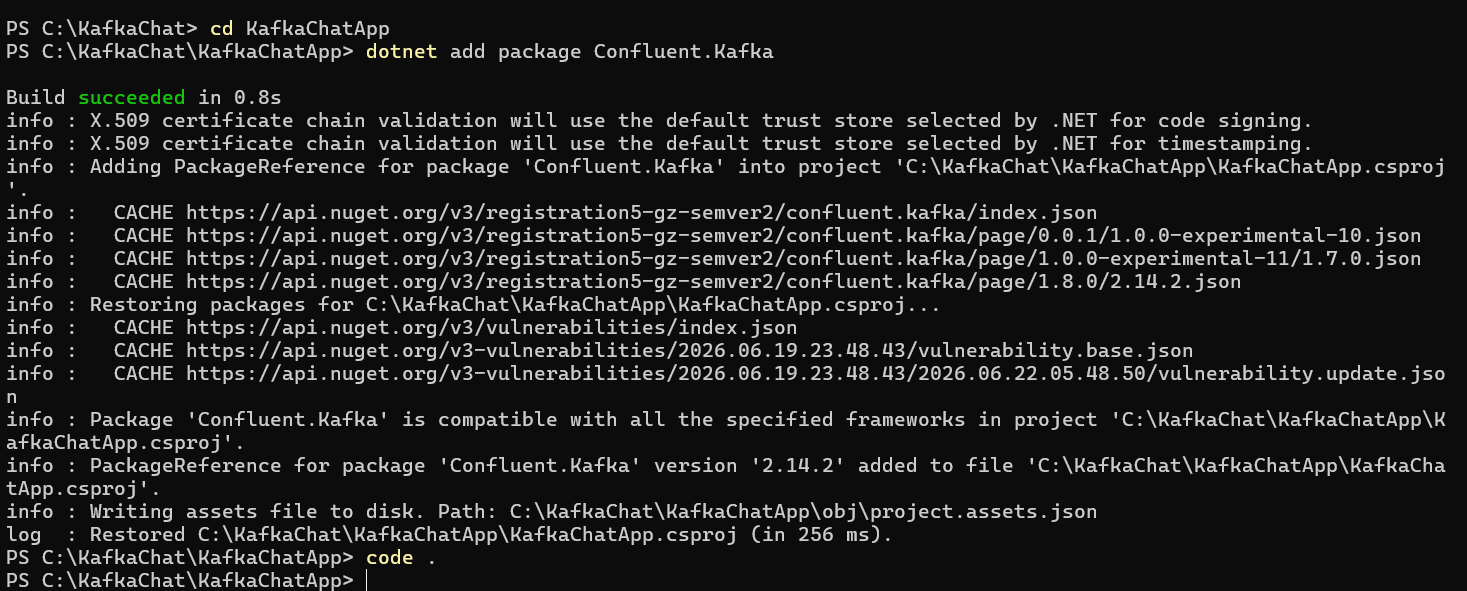 PS C:\KafkaChat> cd KafkaChatApp
PS C:\KafkaChat\KafkaChatApp> dotnet add package Confluent.Kafka
Build succeeded in 0.8s
info : X.509 certificate chain validation will use the default trust store selected by .NET for code signing.
info : X.509 certificate chain validation will use the default trust store selected by .NET for timestamping.
info : Adding PackageReference for package 'Confluent.Kafka' into project 'C:\KafkaChat\KafkaChatApp\KafkaChatApp.csproj
'.
info :   CACHE https://api.nuget.org/v3/registration5-gz-semver2/confluent.kafka/index.json
info :   CACHE https://api.nuget.org/v3/registration5-gz-semver2/confluent.kafka/page/0.0.1/1.0.0-experimental-10.json
info :   CACHE https://api.nuget.org/v3/registration5-gz-semver2/confluent.kafka/page/1.0.0-experimental-11/1.7.0.json
info :   CACHE https://api.nuget.org/v3/registration5-gz-semver2/confluent.kafka/page/1.8.0/2.14.2.json
info : Restoring packages for C:\KafkaChat\KafkaChatApp\KafkaChatApp.csproj...
info :   CACHE https://api.nuget.org/v3/vulnerabilities/index.json
info :   CACHE https://api.nuget.org/v3-vulnerabilities/2026.06.19.23.48.43/vulnerability.base.json
info :   CACHE https://api.nuget.org/v3-vulnerabilities/2026.06.19.23.48.43/2026.06.22.05.48.50/vulnerability.update.jso
n
info : Package 'Confluent.Kafka' is compatible with all the specified frameworks in project 'C:\KafkaChat\KafkaChatApp\K
afkaChatApp.csproj'.
info : PackageReference for package 'Confluent.Kafka' version '2.14.2' added to file 'C:\KafkaChat\KafkaChatApp\KafkaCha
tApp.csproj'.
info : Writing assets file to disk. Path: C:\KafkaChat\KafkaChatApp\obj\project.assets.json
log  : Restored C:\KafkaChat\KafkaChatApp\KafkaChatApp.csproj (in 256 ms).
PS C:\KafkaChat\KafkaChatApp> code .
PS C:\KafkaChat\KafkaChatApp>